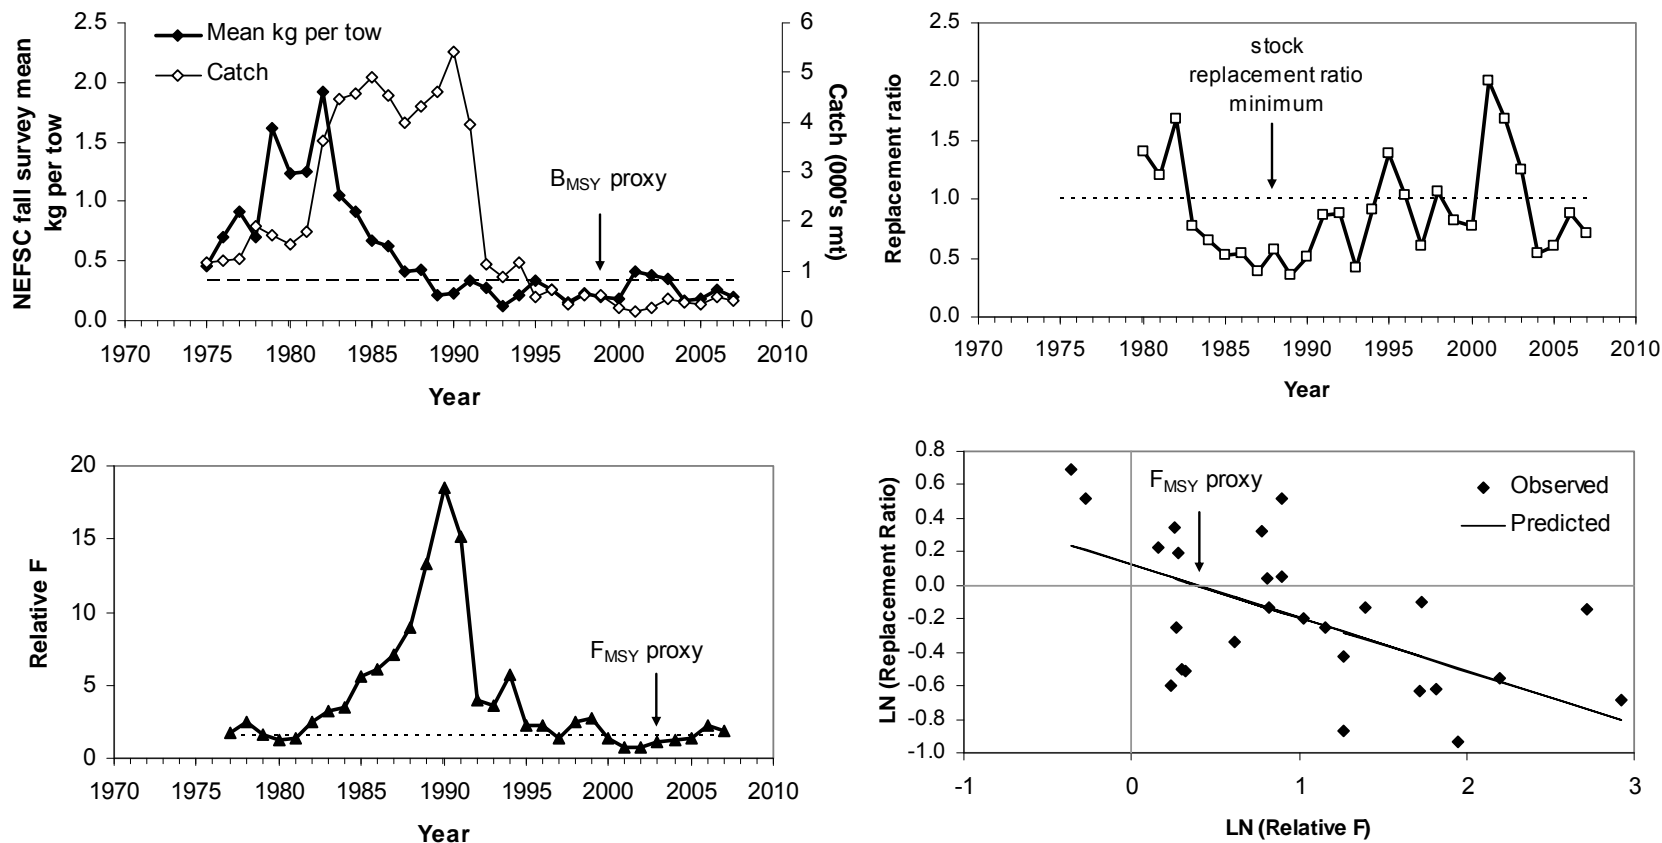 NEFSC fall survey mean
kg per tow
2.5
2.0
1.5
1.0
0.5
0.0
Mean kg per tow
Catch
B_MSY proxy
6
5
4
3
2
1
0
Catch (000's mt)
1970 1975 1980 1985 1990 1995 2000 2005 2010
Year
Replacement ratio
2.5
2.0
1.5
1.0
0.5
0.0
stock
replacement ratio
minimum
1970 1975 1980 1985 1990 1995 2000 2005 2010
Year
Relative F
20
15
10
5
0
F_MSY proxy
1970 1975 1980 1985 1990 1995 2000 2005 2010
Year
LN (Replacement Ratio)
0.8
0.6
0.4
0.2
0.0
-0.2
-0.4
-0.6
-0.8
-1.0
F_MSY proxy
Observed
Predicted
-1 0 1 2 3
LN (Relative F)